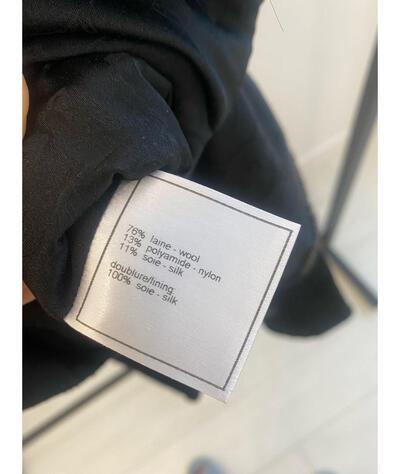 76% laine - wool
13% polyamide - nylon
11% soie - silk
doublure/lining:
100% soie - silk